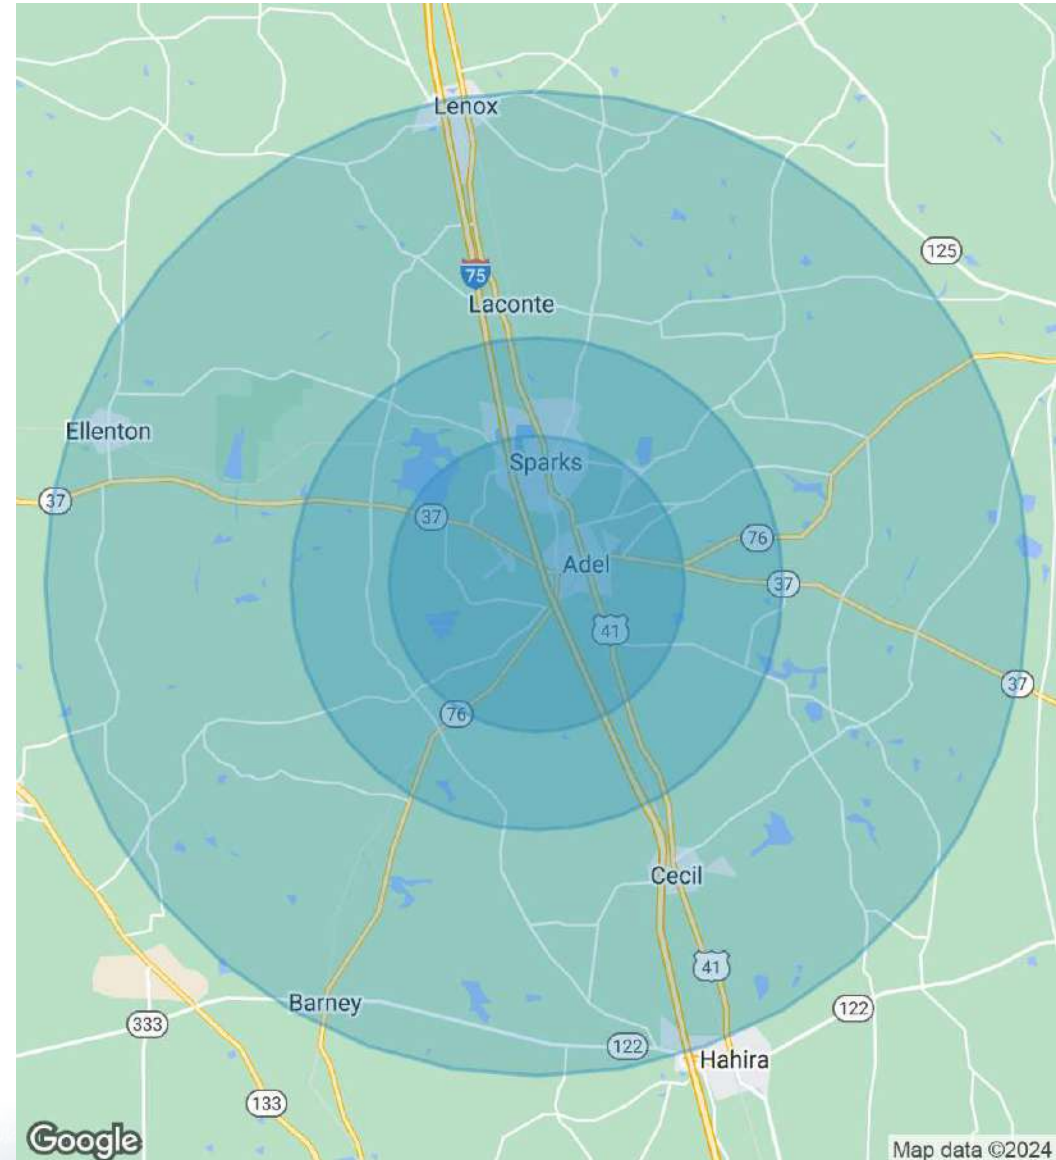 Lenox
125
75
Laconte
Ellenton
Sparks
37
37
76
Adel
37
41
37
76
Cecil
41
Barney
122
333
122
Hahira
133
Google
Map data ©2024